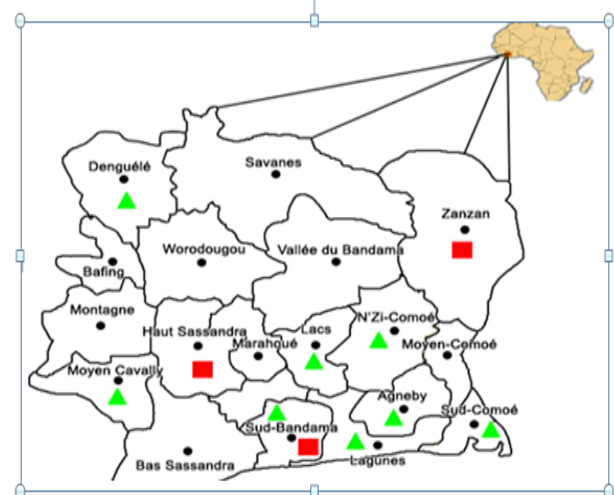 Denguélé
Savanes
Zanzan
Worodougou
Vallée du Bandama
Bafing
Montagne
N'Zi-Comoé
Haut Sassandra
Lacs
Marahoué
Moyen-Comoé
Moyen Cavally
Agneby
Sud-Comoé
Sud-Bandama
Lagunes
Bas Sassandra